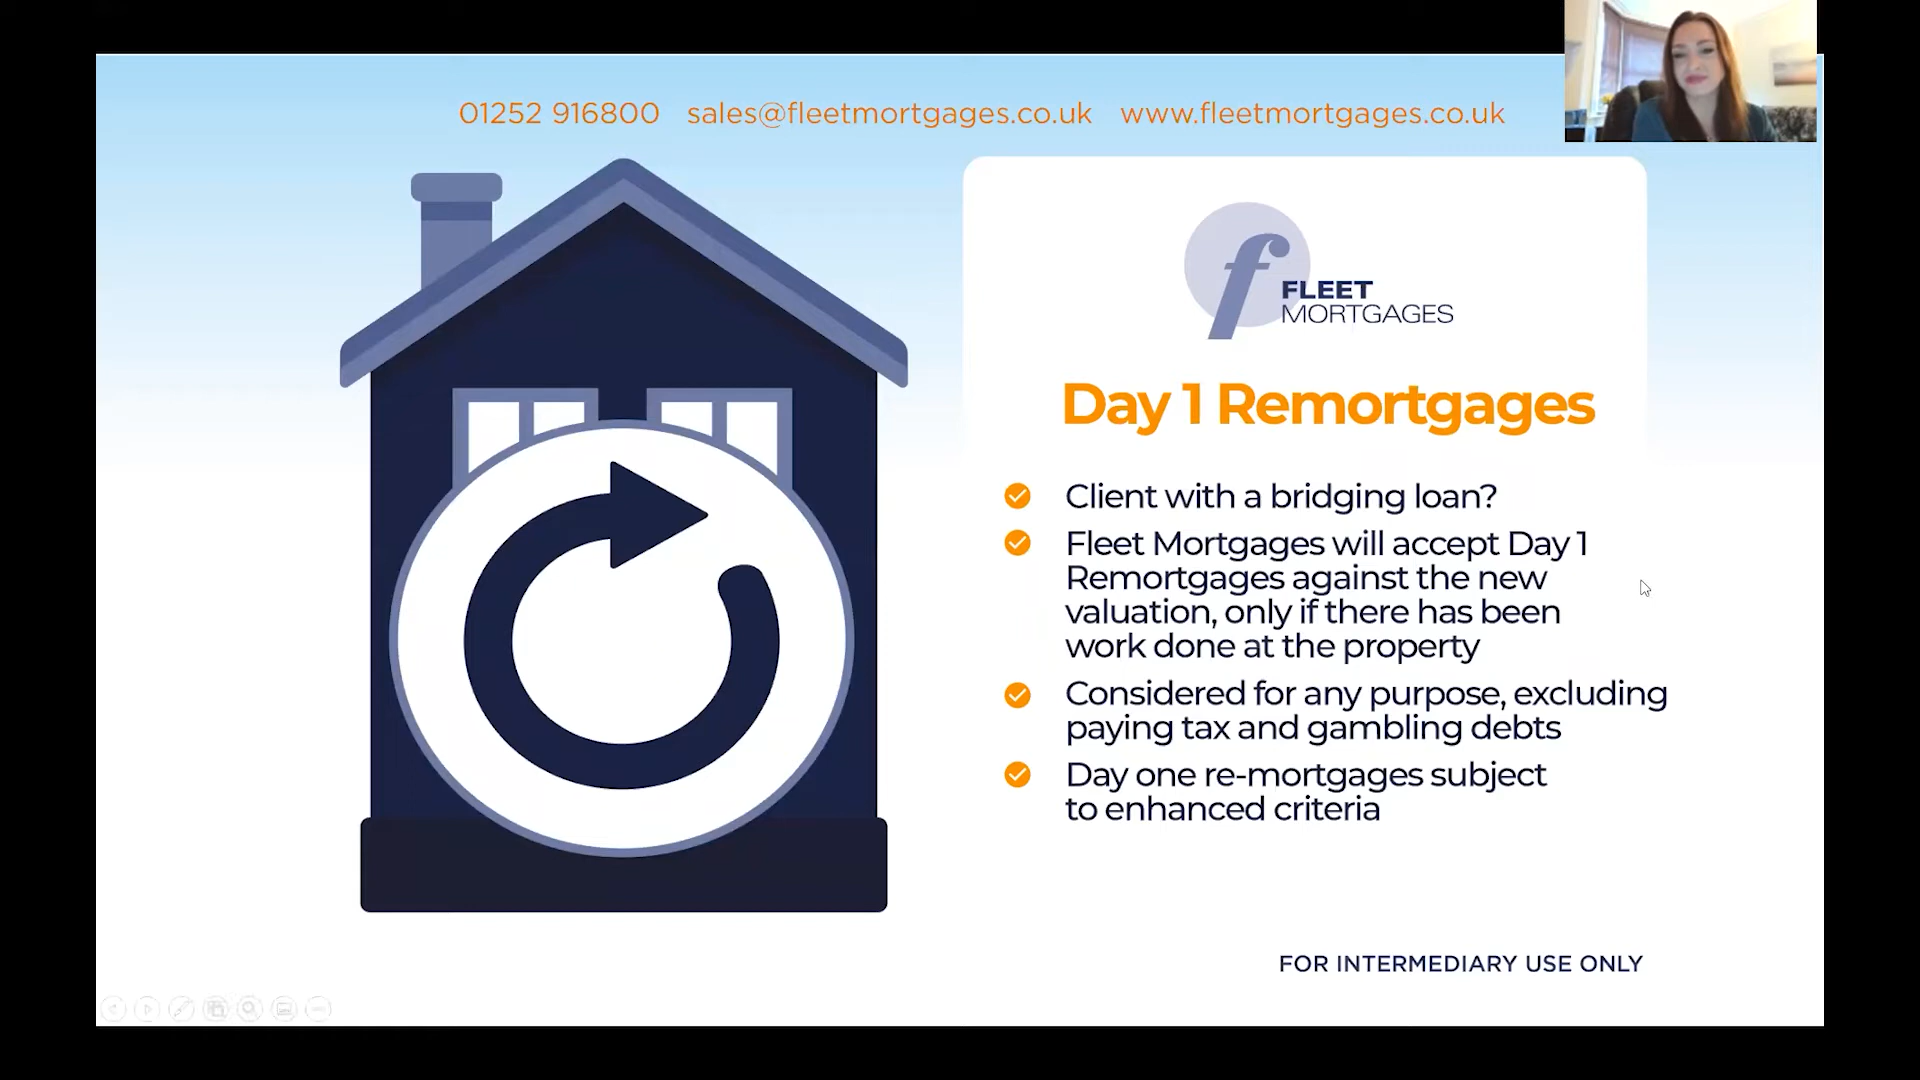 01252 916800 sales@fleetmortgages.co.uk www.fleetmortgages.co.uk
f
FLEET
MORTGAGES
Day 1 Remortgages
Client with a bridging loan?
Fleet Mortgages will accept Day 1
Remortgages against the new
valuation, only if there has been
work done at the property
Considered for any purpose, excluding
paying tax and gambling debts
Day one re-mortgages subject
to enhanced criteria
FOR INTERMEDIARY USE ONLY